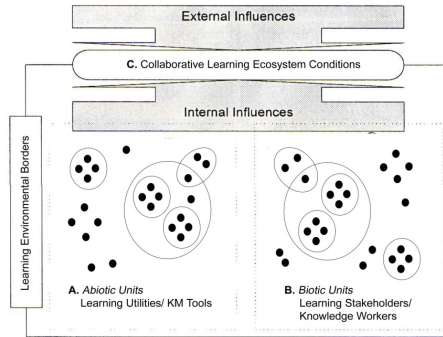 External Influences
C. Collaborative Learning Ecosystem Conditions
Internal Influences
Learning Environmental Borders
A. Abiotic Units
Learning Utilities/ KM Tools
B. Biotic Units
Learning Stakeholders/
Knowledge Workers